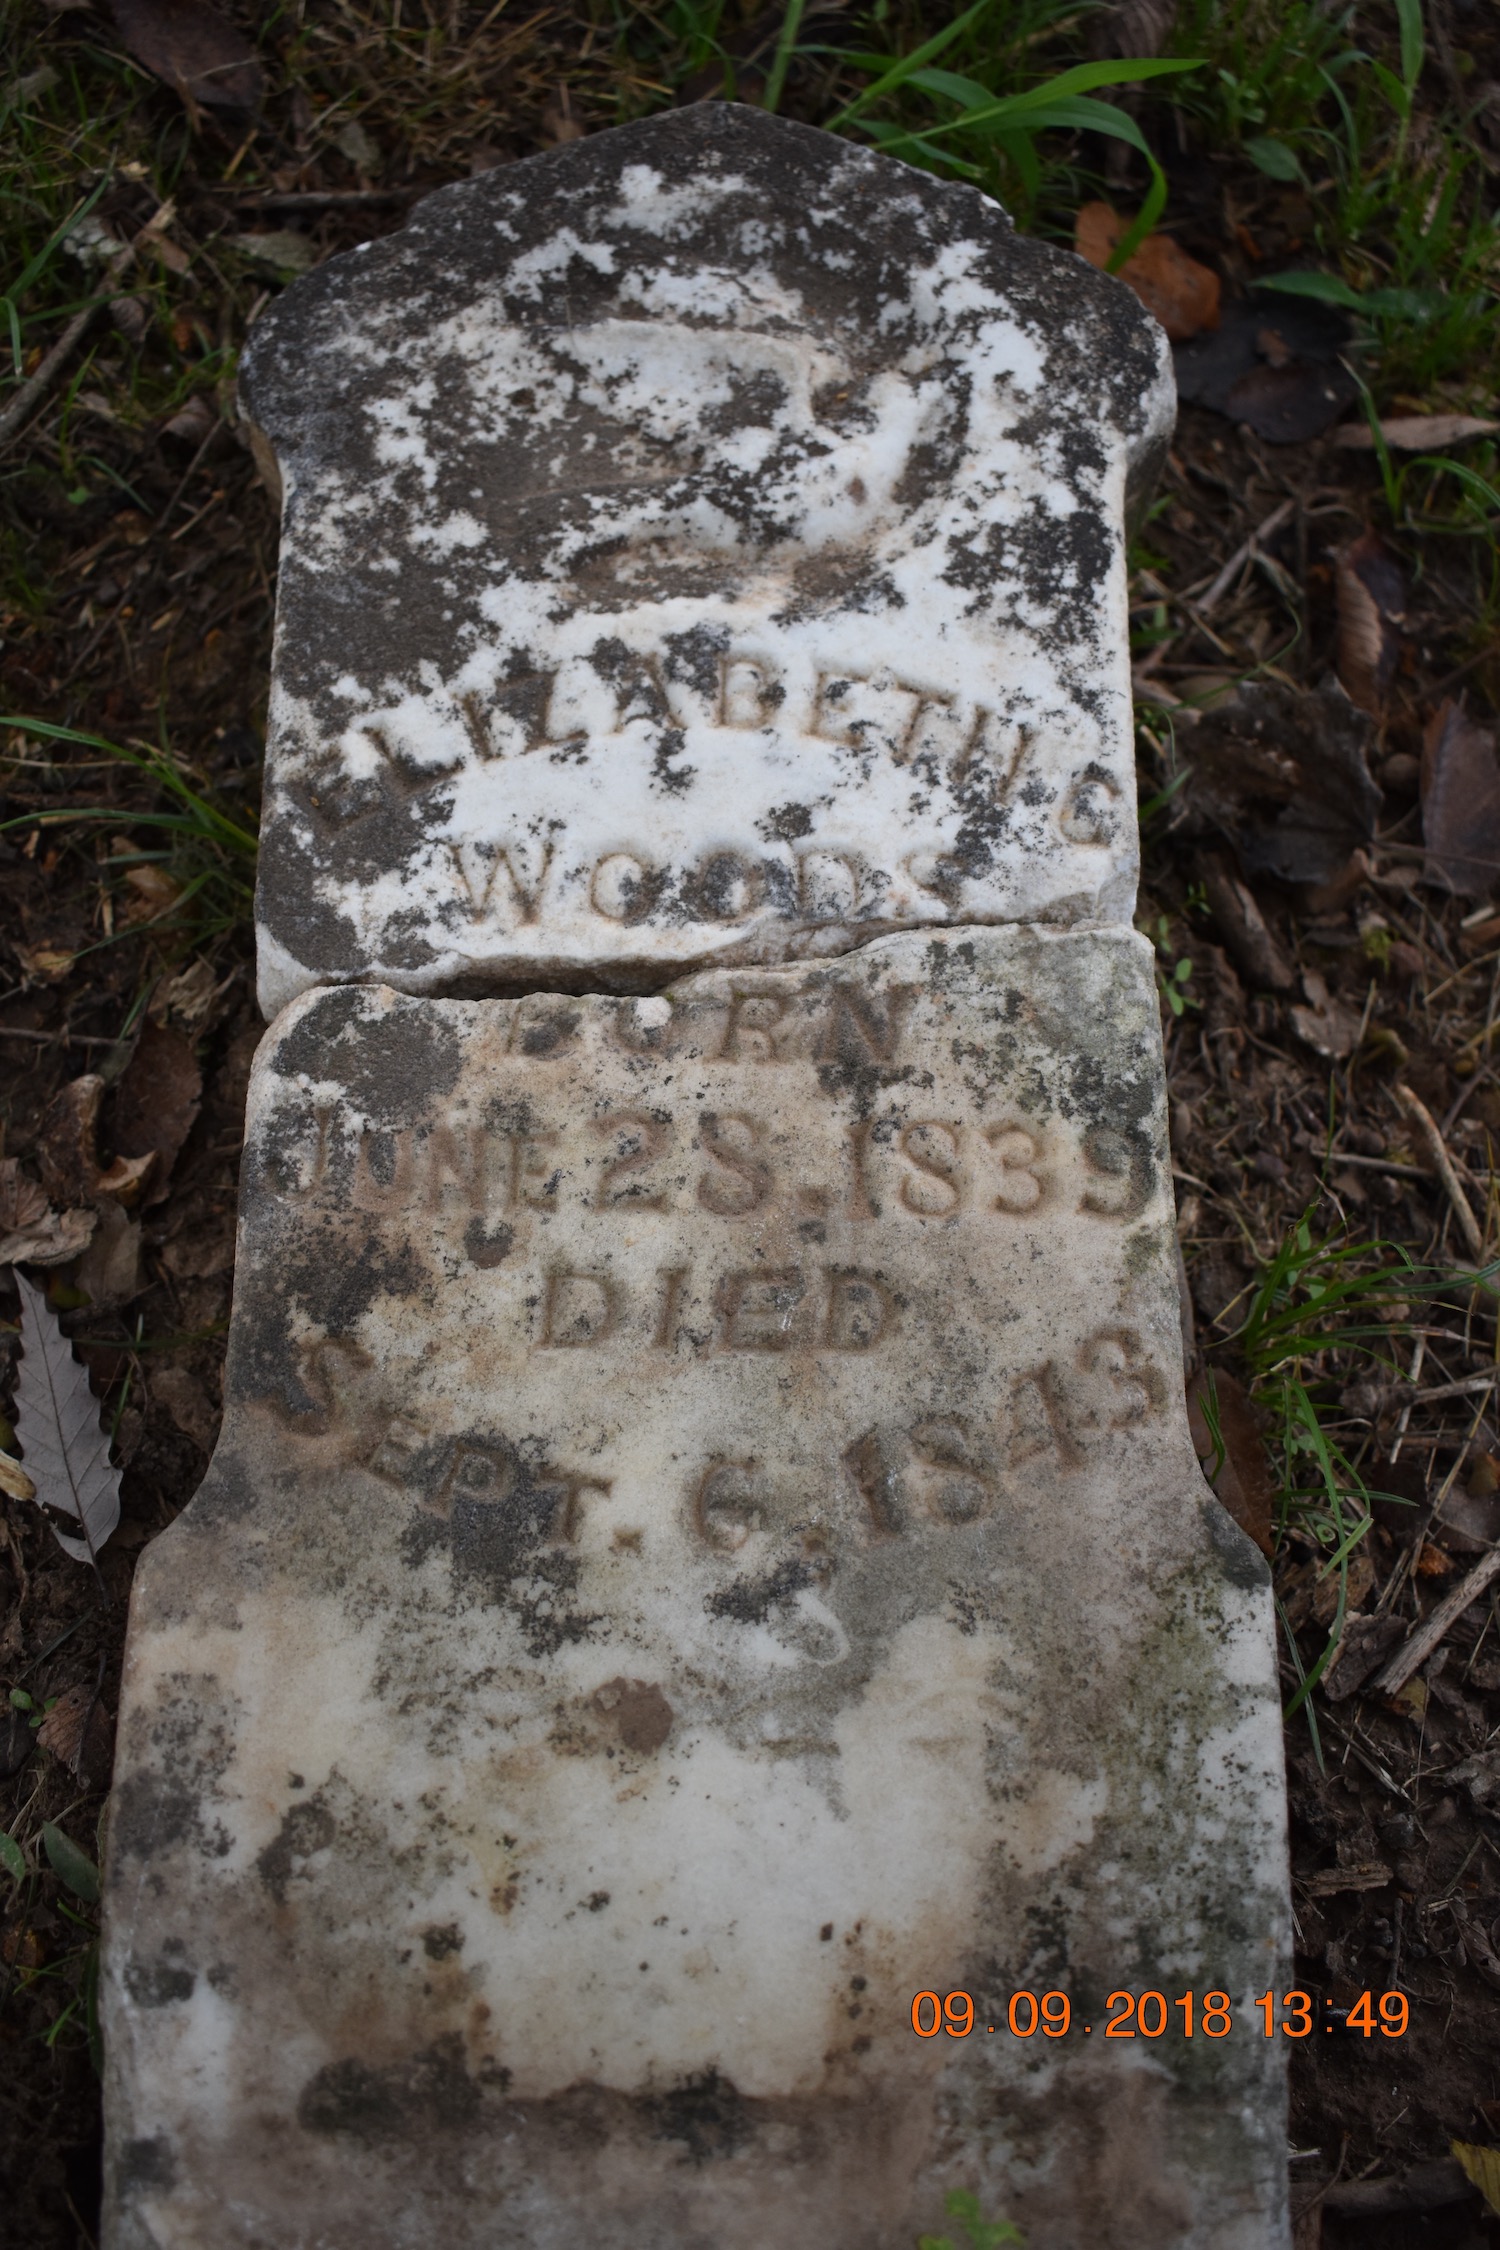 ELIZABETH C
WOODS
BORN
JUNE 28. 1839
DIED
SEPT. 6. 1843
09.09.2018 13:49